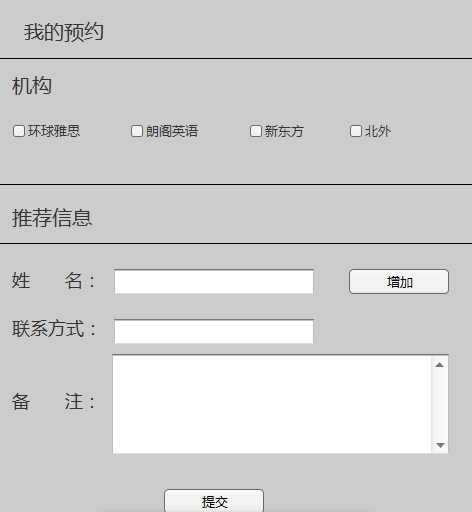 我的预约
机构
环球雅思 朗阁英语 新东方 北外
推荐信息
姓 名： 增加
联系方式：
备 注：
提交